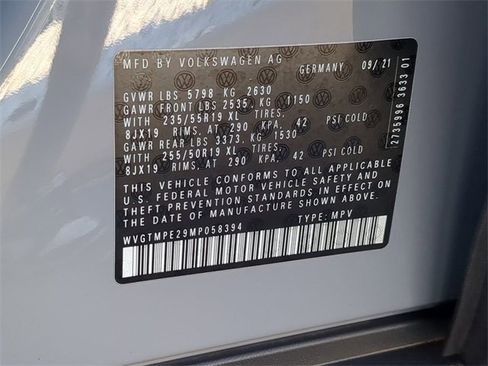 MFD BY VOLKSWAGEN AG
GERMANY 09/21
GVWR LBS 5798 KG 2630
GAWR FRONT LBS 2535, KG 1150
WITH 235/55R19 XL TIRES,
8JX19 RIMS, AT 290 KPA, 42 PSI COLD
GAWR REAR LBS 3373, KG 1530
WITH 255/50R19 XL TIRES,
8JX19 RIMS, AT 290 KPA, 42 PSI COLD
THIS VEHICLE CONFORMS TO ALL APPLICABLE
U.S. FEDERAL MOTOR VEHICLE SAFETY AND
THEFT PREVENTION STANDARDS IN EFFECT ON
THE DATE OF MANUFACTURE SHOWN ABOVE.
WVGTMPE29MP058394 TYPE: MPV
2735996 3633 01